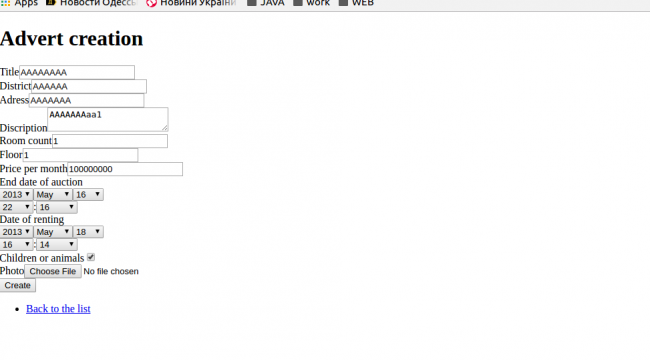 Apps Новости Одессы Новини Україн JAVA work WEB
Advert creation
Title AAAAAAAA
District AAAAAA
Adress AAAAAAA
Discription AAAAAAAaa1
Room count 1
Floor 1
Price per month 100000000
End date of auction
2013 May 16
22 : 16
Date of renting
2013 May 18
16 : 14
Children or animals
Photo Choose File No file chosen
Create
Back to the list